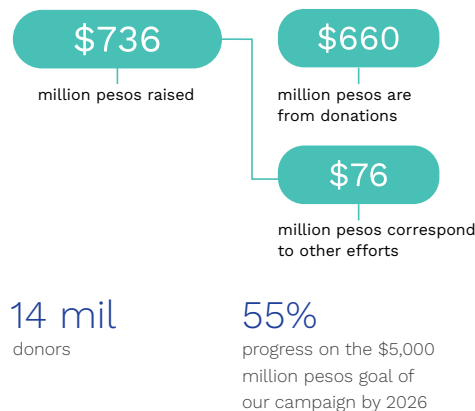 $736
million pesos raised
$660
million pesos are
from donations
$76
million pesos correspond
to other efforts
14 mil
donors
55%
progress on the $5,000
million pesos goal of
our campaign by 2026